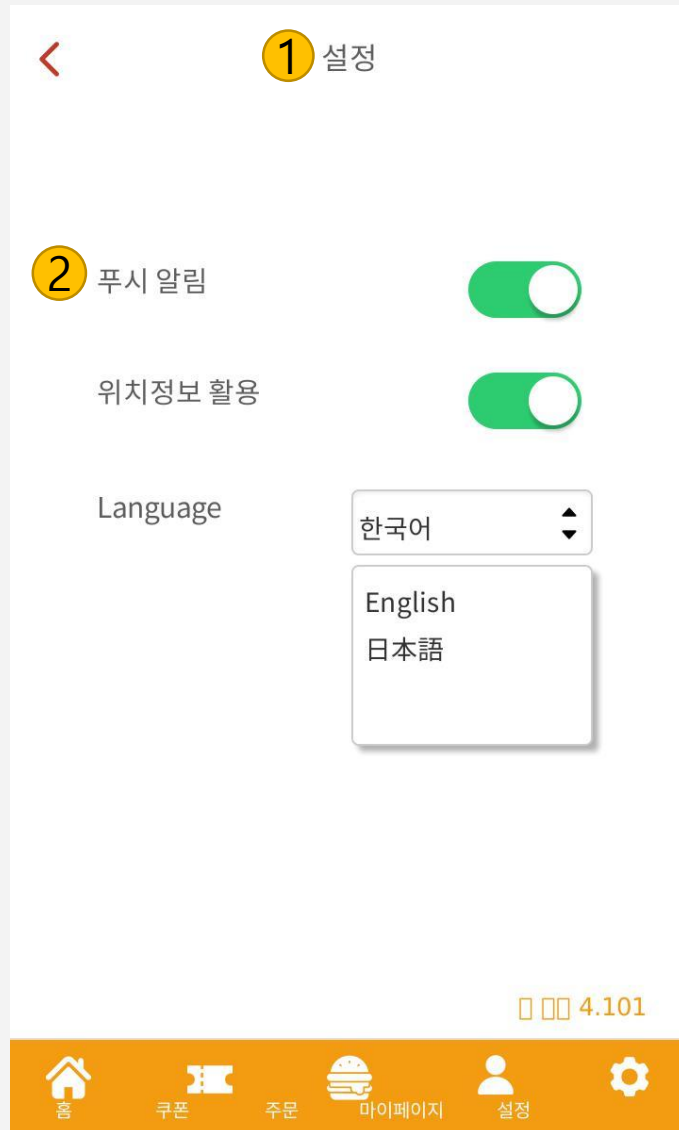 1 설정
2 푸시 알림
위치정보 활용
Language 한국어
English
日本語
4.101
홈 쿠폰 주문 마이페이지 설정